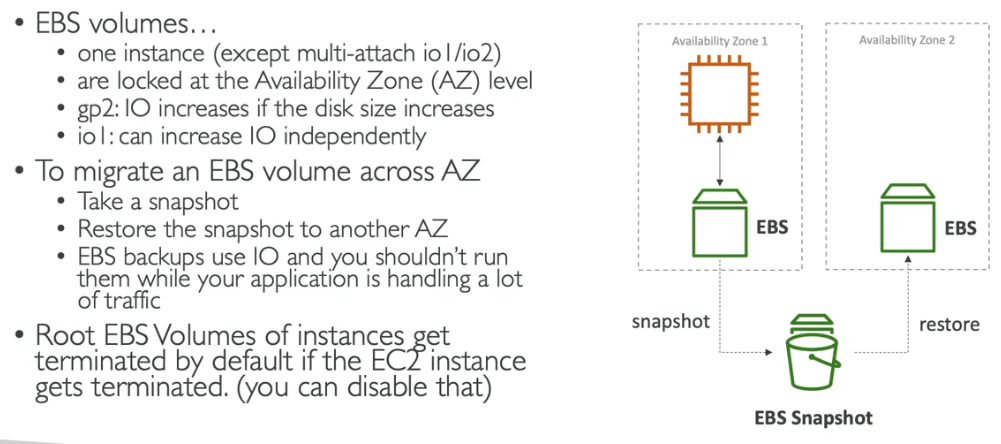 • EBS volumes…
• one instance (except multi-attach io1/io2)
• are locked at the Availability Zone (AZ) level
• gp2: IO increases if the disk size increases
• io1: can increase IO independently
• To migrate an EBS volume across AZ
• Take a snapshot
• Restore the snapshot to another AZ
• EBS backups use IO and you shouldn't run
them while your application is handling a lot
of traffic
• Root EBS Volumes of instances get
terminated by default if the EC2 instance
gets terminated. (you can disable that)
Availability Zone 1
EBS
Availability Zone 2
EBS
snapshot
restore
EBS Snapshot